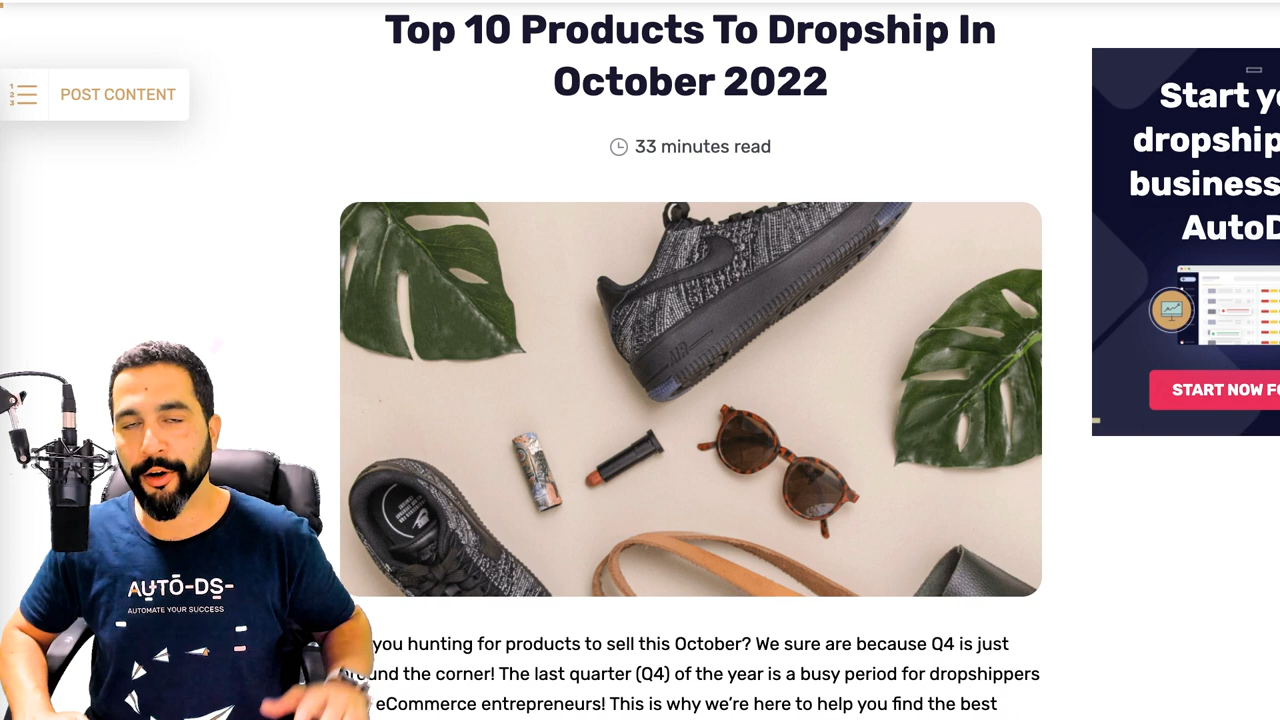 Top 10 Products To Dropship In
October 2022
POST CONTENT
33 minutes read
Start
dropship
business
START NOW
AIR
AUTO-DS-
AUTOMATE YOUR SUCCESS
you hunting for products to sell this October? We sure are because Q4 is just
the corner! The last quarter (Q4) of the year is a busy period for dropshippers
eCommerce entrepreneurs! This is why we're here to help you find the best